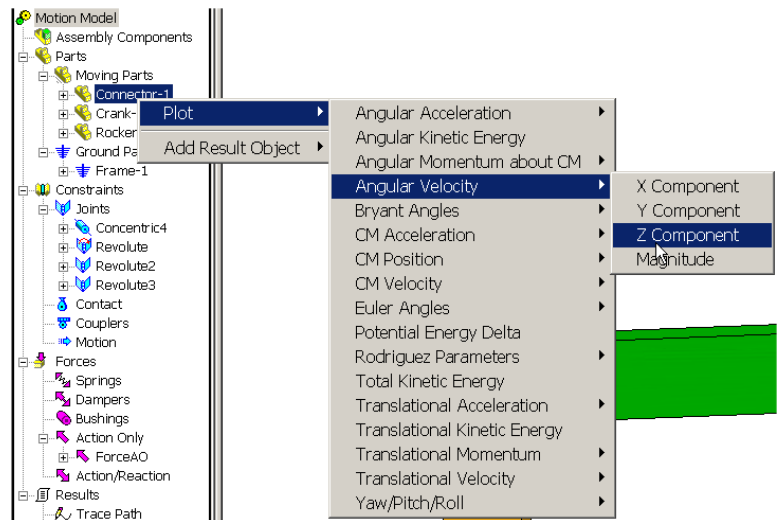 Motion Model
Assembly Components
Parts
Moving Parts
Connector-1
Crank-
Rocker
Ground Pa
Frame-1
Constraints
Joints
Concentric4
Revolute
Revolute2
Revolute3
Contact
Couplers
Motion
Forces
Springs
Dampers
Bushings
Action Only
ForceAO
Action/Reaction
Results
Trace Path
Plot
Add Result Object
Angular Acceleration
Angular Kinetic Energy
Angular Momentum about CM
Angular Velocity
Bryant Angles
CM Acceleration
CM Position
CM Velocity
Euler Angles
Potential Energy Delta
Rodriguez Parameters
Total Kinetic Energy
Translational Acceleration
Translational Kinetic Energy
Translational Momentum
Translational Velocity
Yaw/Pitch/Roll
X Component
Y Component
Z Component
Magnitude